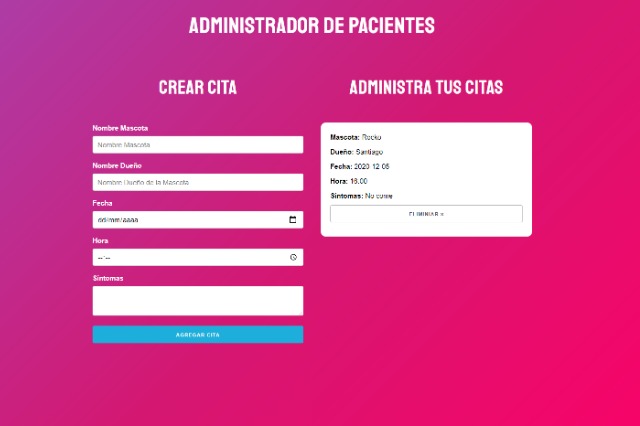 ADMINISTRADOR DE PACIENTES
CREAR CITA
Nombre Mascota
Nombre Mascota
Nombre Dueño
Nombre Dueño de la Mascota
Fecha
dd/mm/aaaa
Hora
--:--
Síntomas
AGREGAR CITA
ADMINISTRA TUS CITAS
Mascota: Rocko
Dueño: Santiago
Fecha: 2020-12-05
Hora: 16:00
Síntomas: No come
ELIMINAR ×